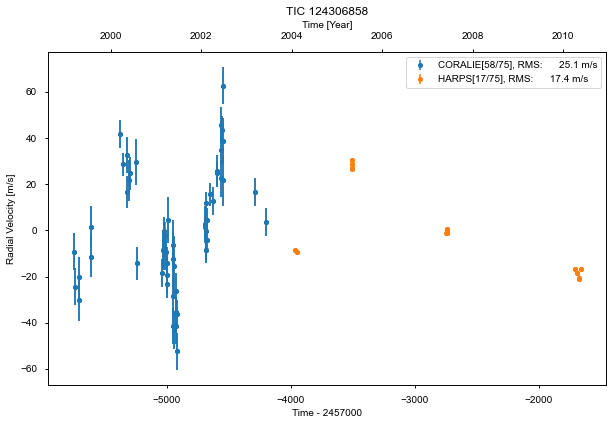 TIC 124306858
Time [Year]
2000 2002 2004 2006 2008 2010
CORALIE[58/75], RMS: 25.1 m/s
HARPS[17/75], RMS: 17.4 m/s
Radial Velocity [m/s]
60
40
20
0
−20
−40
−60
−5000 −4000 −3000 −2000
Time - 2457000